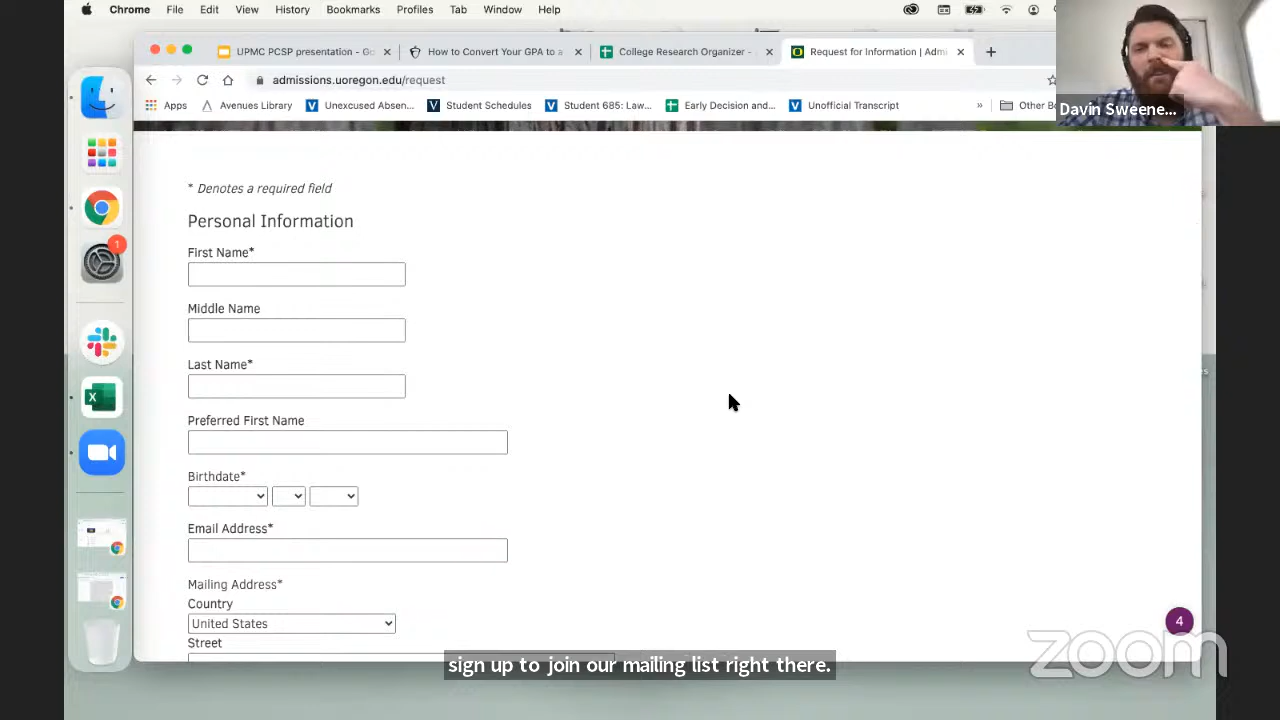 Chrome File Edit View History Bookmarks Profiles Tab Window Help
UPMC PCSP presentation - Go
How to Convert Your GPA to a
College Research Organizer -
Request for Information | Admi
admissions.uoregon.edu/request
Apps
Avenues Library
Unexcused Absen...
Student Schedules
Student 685: Law...
Early Decision and...
Unofficial Transcript
»
Other Bo
Davin Sweene...
1
* Denotes a required field
Personal Information
First Name*
Middle Name
Last Name*
Preferred First Name
Birthdate*
Email Address*
Mailing Address*
Country
United States
Street
4
zoom
sign up to join our mailing list right there.